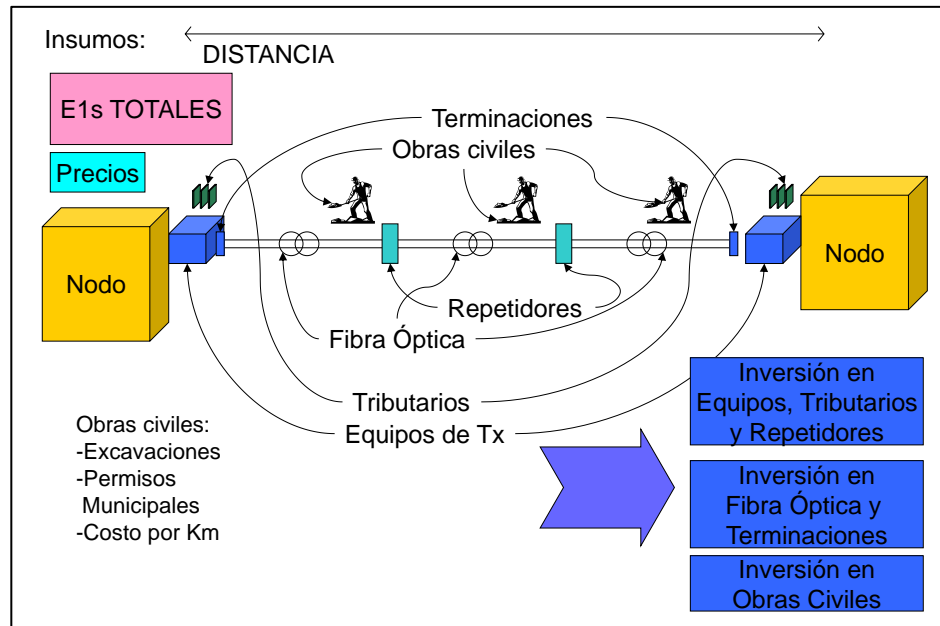 Insumos:
DISTANCIA
E1s TOTALES
Precios
Terminaciones
Obras civiles
Nodo
Nodo
Repetidores
Fibra Óptica
Tributarios
Equipos de Tx
Obras civiles:
-Excavaciones
-Permisos
Municipales
-Costo por Km
Inversión en
Equipos, Tributarios
y Repetidores
Inversión en
Fibra Óptica y
Terminaciones
Inversión en
Obras Civiles